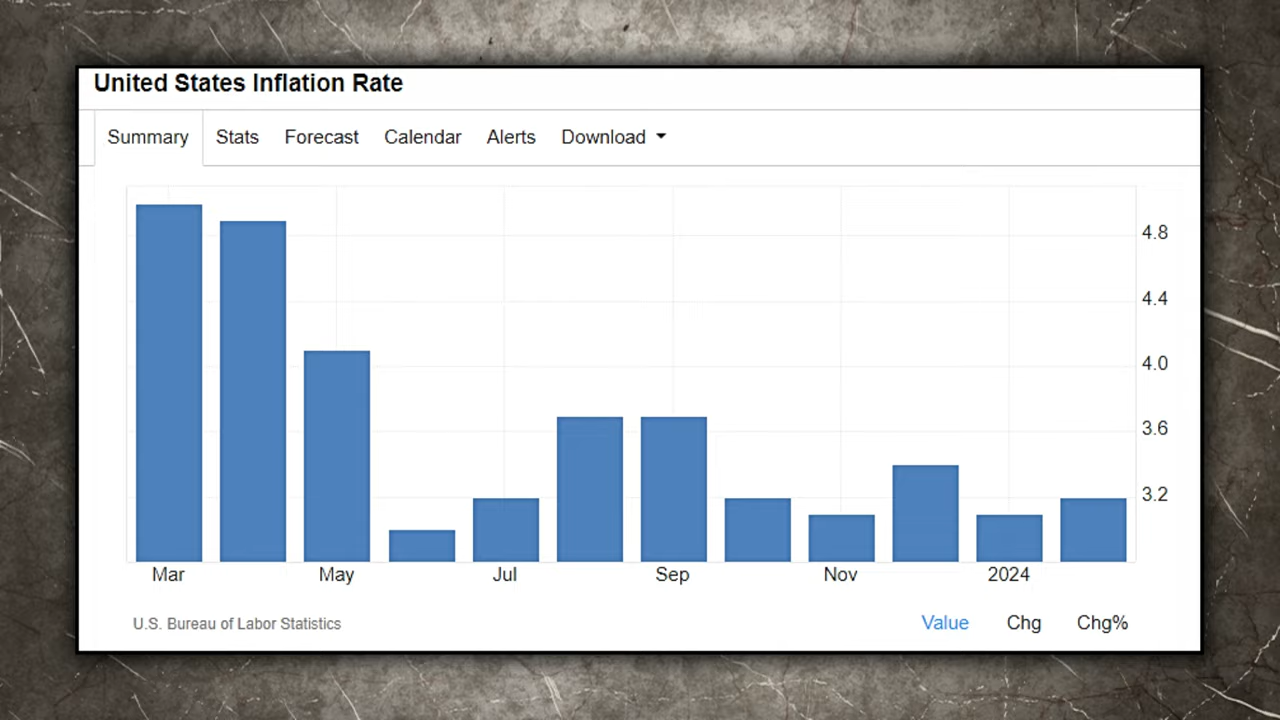 United States Inflation Rate
Summary Stats Forecast Calendar Alerts Download
4.8
4.4
4.0
3.6
3.2
Mar May Jul Sep Nov 2024
U.S. Bureau of Labor Statistics Value Chg Chg%